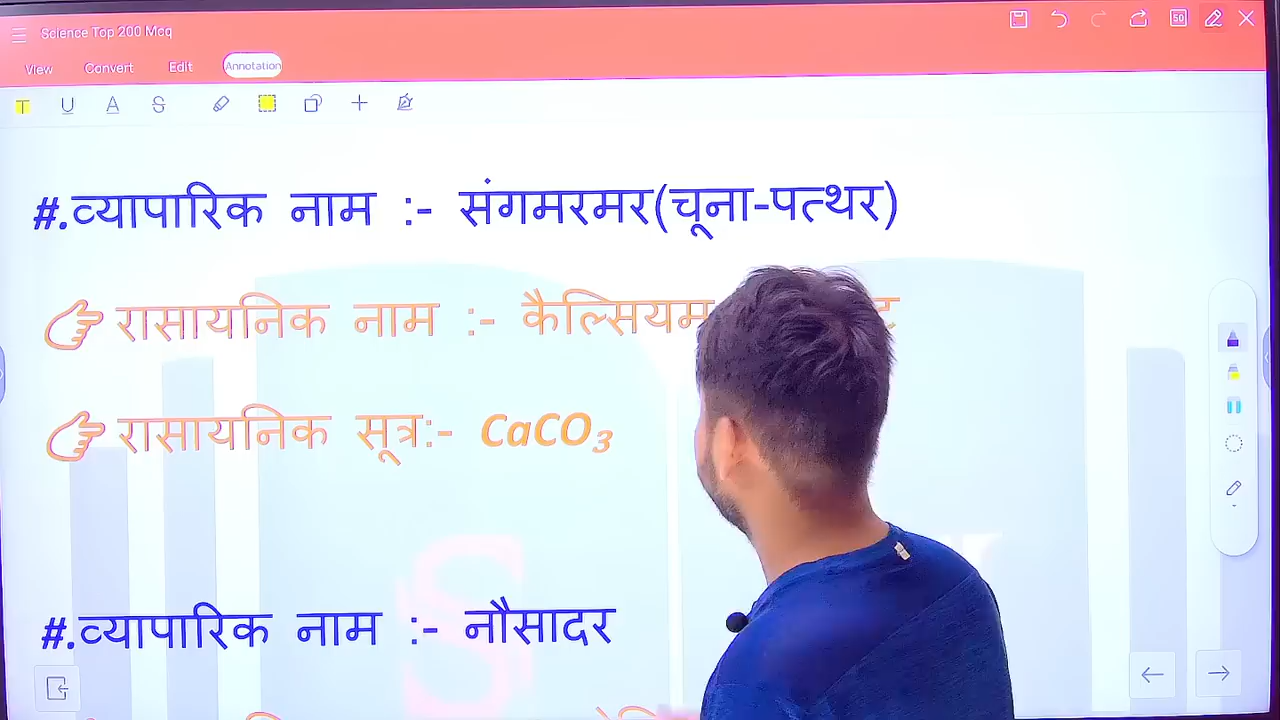 Science Top 200 Mcq
View Convert Edit Annotation
#.व्यापारिक नाम :- संगमरमर(चूना-पत्थर)
रासायनिक नाम :- कैल्सियम
रासायनिक सूत्र:- CaCO₃
#.व्यापारिक नाम :- नौसादर